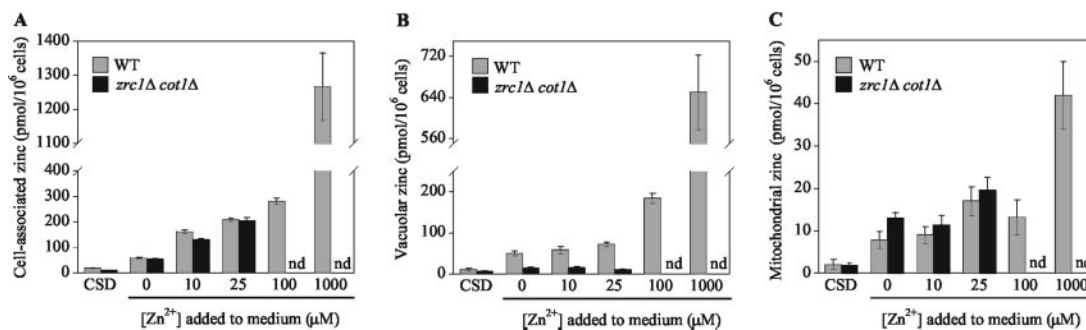 A
Cell-associated zinc (pmol/10⁶ cells)
1400
1300
1200
1100
400
300
200
100
0
WT
zrc1Δ cot1Δ
nd
nd
CSD 0 10 25 100 1000
[Zn²⁺] added to medium (μM)
B
Vacuolar zinc (pmol/10⁶ cells)
720
640
560
200
100
0
WT
zrc1Δ cot1Δ
nd
nd
CSD 0 10 25 100 1000
[Zn²⁺] added to medium (μM)
C
Mitochondrial zinc (pmol/10⁶ cells)
50
40
30
20
10
0
WT
zrc1Δ cot1Δ
nd
nd
CSD 0 10 25 100 1000
[Zn²⁺] added to medium (μM)